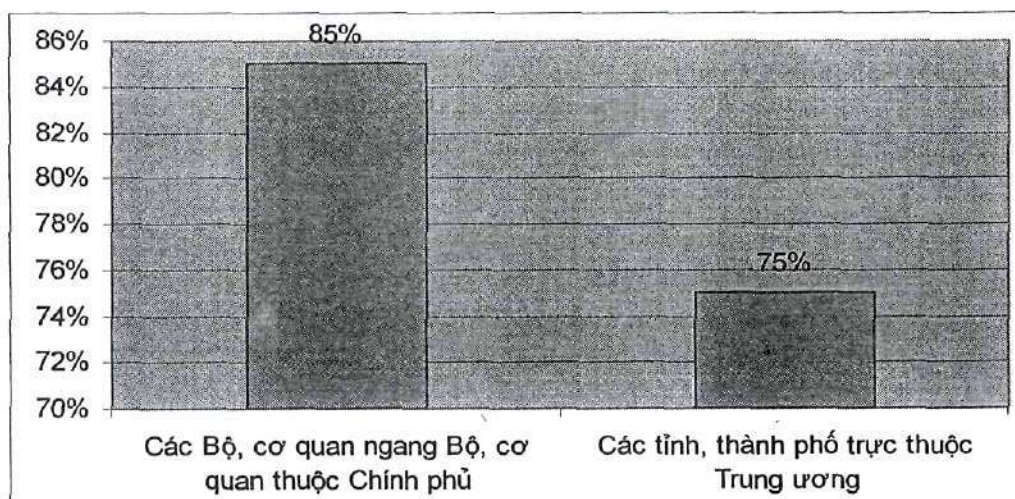 86%
85%
84%
82%
80%
78%
76%
75%
74%
72%
70%
Các Bộ, cơ quan ngang Bộ, cơ
quan thuộc Chính phủ
Các tỉnh, thành phố trực thuộc
Trung ương